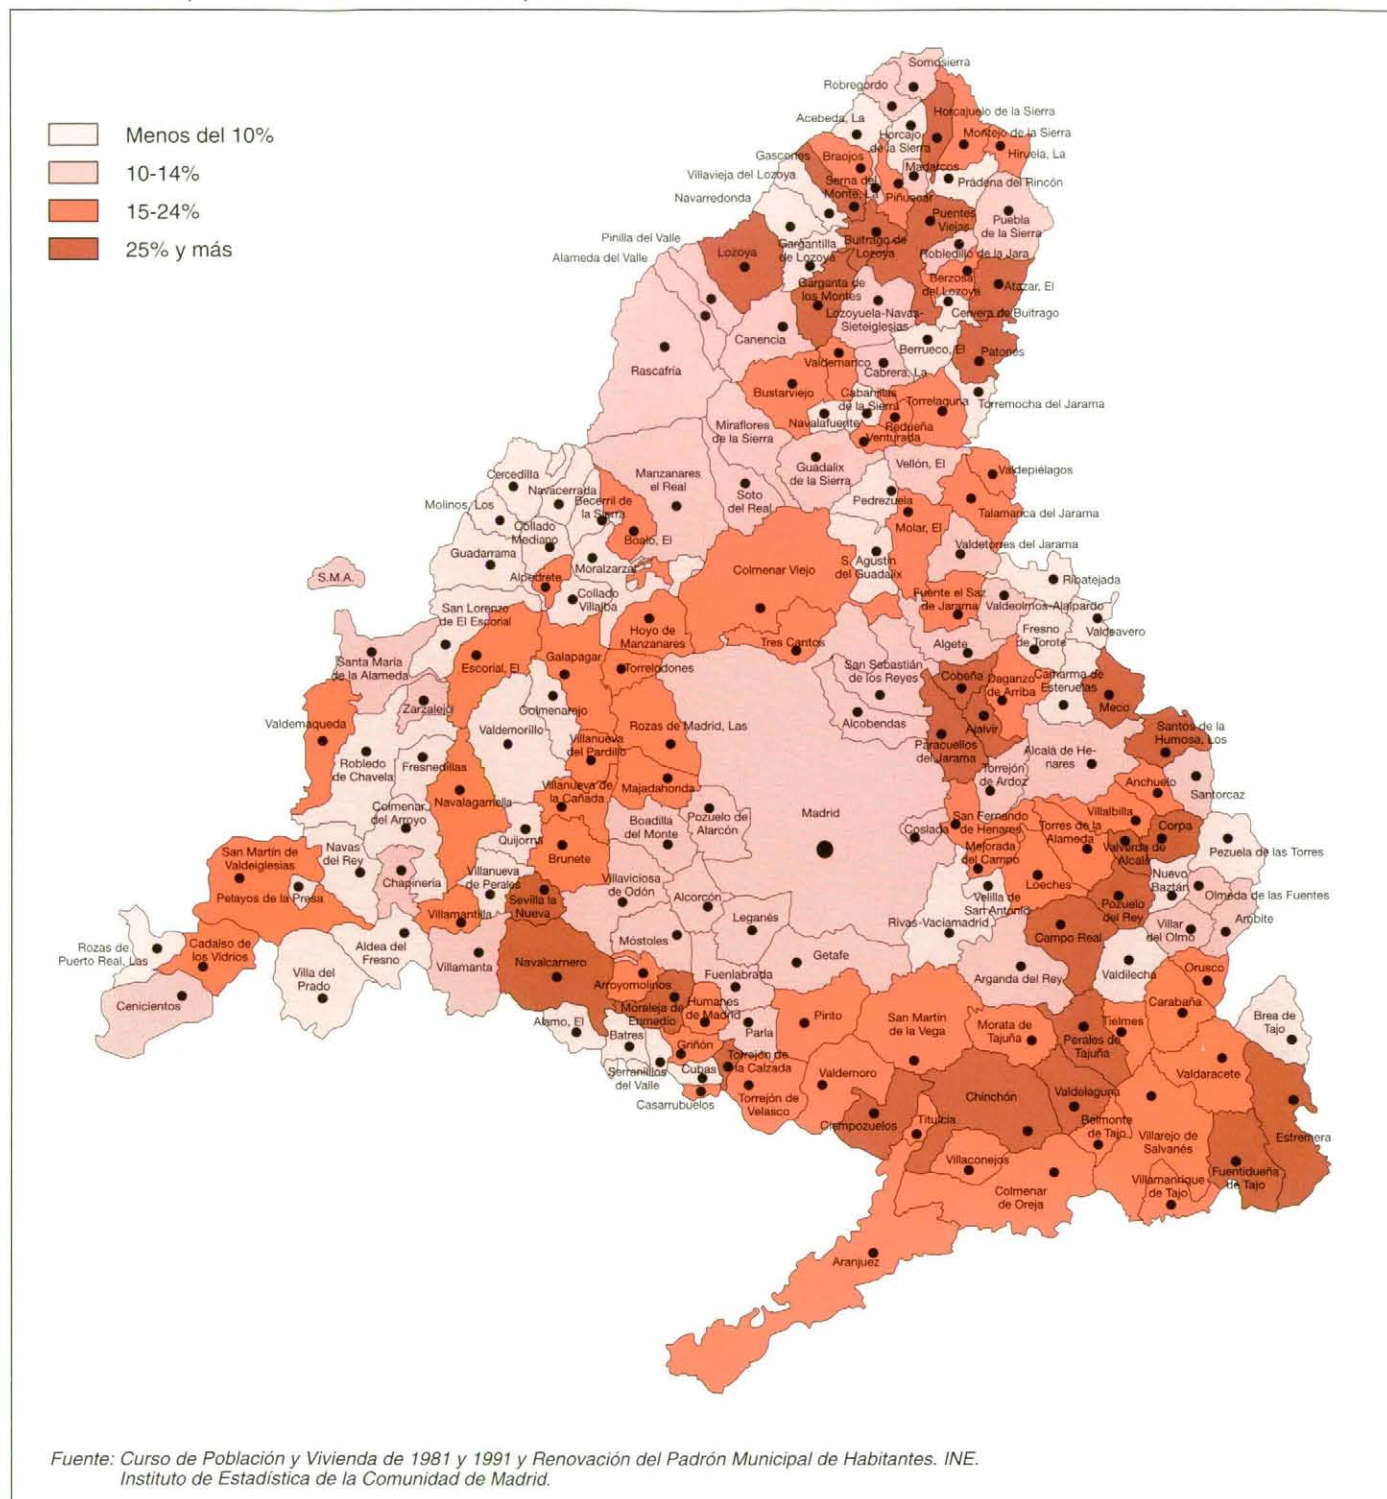 Menos del 10%
10-14%
15-24%
25% y más
Somosierra
Robregordo
Horcajuelo de la Sierra
Acebeda, La
Horcajo
de la Sierra
Montejo de la Sierra
Hiruela, La
Gascones
Braojos
Madarcos
Villavieja del Lozoya
Serna del
Monte, La
Piñuecar
Prádena del Rincón
Navarredonda
Puentes
Viejas
Puebla
de la Sierra
Pinilla del Valle
Alameda del Valle
Lozoya
Gargantilla
de Lozoya
Buitrago de
Lozoya
Robledillo de la Jara
Garganta de
los Montes
Berzosa
del Lozoya
Atazar, El
Lozoyuela-Navas-
Sieteiglesias
Cervera de Buitrago
Canencia
Berrueco, El
Patones
Rascafría
Valdemanco
Cabrera, La
Bustarviejo
Cabanillas
de la Sierra
Torrelaguna
Torremocha del Jarama
Navalafuente
Redueña
Miraflores
de la Sierra
Venturada
Guadalix
de la Sierra
Vellón, El
Valdepiélagos
Cercedilla
Manzanares
el Real
Soto
del Real
Navacerrada
Becerril de
la Sierra
Pedrezuela
Molinos, Los
Talamanca del Jarama
Collado
Mediano
Boalo, El
Molar, El
Guadarrama
Valdetorres del Jarama
Moralzarzal
Colmenar Viejo
S. Agustín
del Guadalix
S.M.A.
Alpedrete
Ribatejada
Collado
Villalba
Fuente el Saz
de Jarama
Valdeolmos-Alalpardo
San Lorenzo
de El Escorial
Hoyo de
Manzanares
Tres Cantos
Fresno
de Torote
Valdeavero
Algete
Santa María
de la Alameda
Escorial, El
Galapagar
Torrelodones
San Sebastián
de los Reyes
Cobeña
Daganzo
de Arriba
Camarma de
Esteruelas
Meco
Zarzalejo
Colmenarejo
Alcobendas
Ajalvir
Valdemaqueda
Valdemorillo
Rozas de Madrid, Las
Paracuellos
del Jarama
Santos de la
Humosa, Los
Villanueva
del Pardillo
Alcalá de He-
nares
Robledo
de Chavela
Fresnedillas
Torrejón
de Ardoz
Anchuelo
Santorcaz
Navalagamella
Villanueva de
la Cañada
Majadahonda
Colmenar
del Arroyo
Boadilla
del Monte
Pozuelo de
Alarcón
Madrid
Coslada
San Fernando
de Henares
Villalbilla
Torres de la
Alameda
Corpa
Quijorna
Valverde de
Alcalá
Pezuela de las Torres
San Martín de
Valdeiglesias
Navas
del Rey
Brunete
Mejorada
del Campo
Chapinería
Villanueva
de Perales
Villaviciosa
de Odón
Loeches
Nuevo
Baztán
Pelayos de la Presa
Sevilla la
Nueva
Alcorcón
Velilla de
San Antonio
Pozuelo
del Rey
Olmeda de las Fuentes
Villamantilla
Leganés
Rivas-Vaciamadrid
Villar
del Olmo
Ambite
Rozas de
Puerto Real, Las
Cadalso de
los Vidrios
Aldea del
Fresno
Móstoles
Campo Real
Villa del
Prado
Villamanta
Navalcarnero
Getafe
Valdilecha
Fuenlabrada
Arganda del Rey
Orusco
Cenicientos
Arroyomolinos
Moraleja de
Enmedio
Humanes
de Madrid
Carabaña
Alamo, El
Pinto
San Martín
de la Vega
Morata de
Tajuña
Tielmes
Brea de
Tajo
Batres
Parla
Perales de
Tajuña
Griñón
Serranillos
del Valle
Cubas
Torrejón de
la Calzada
Valdemoro
Valdaracete
Casarrubuelos
Torrejón de
Velasco
Chinchón
Valdelaguna
Ciempozuelos
Titulcia
Belmonte
de Tajo
Villarejo de
Salvanés
Estremera
Villaconejos
Fuentidueña
de Tajo
Colmenar
de Oreja
Villamanrique
de Tajo
Aranjuez
Fuente: Curso de Población y Vivienda de 1981 y 1991 y Renovación del Padrón Municipal de Habitantes. INE.
Instituto de Estadística de la Comunidad de Madrid.